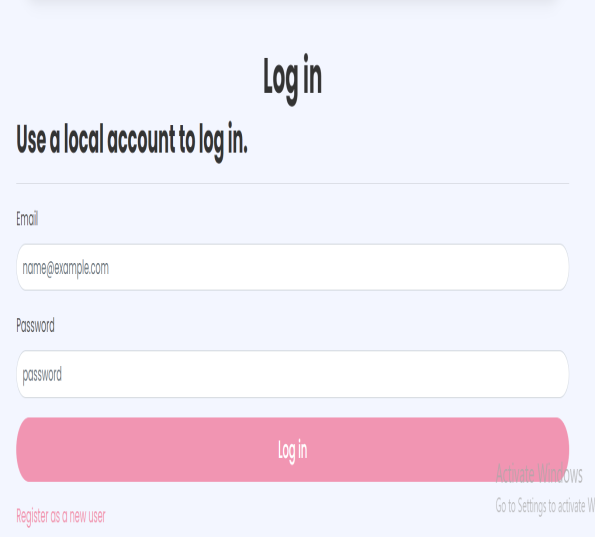 Log in
Use a local account to log in.
Email
name@example.com
Password
password
Log in
Activate Windows
Go to Settings to activate W
Register as a new user